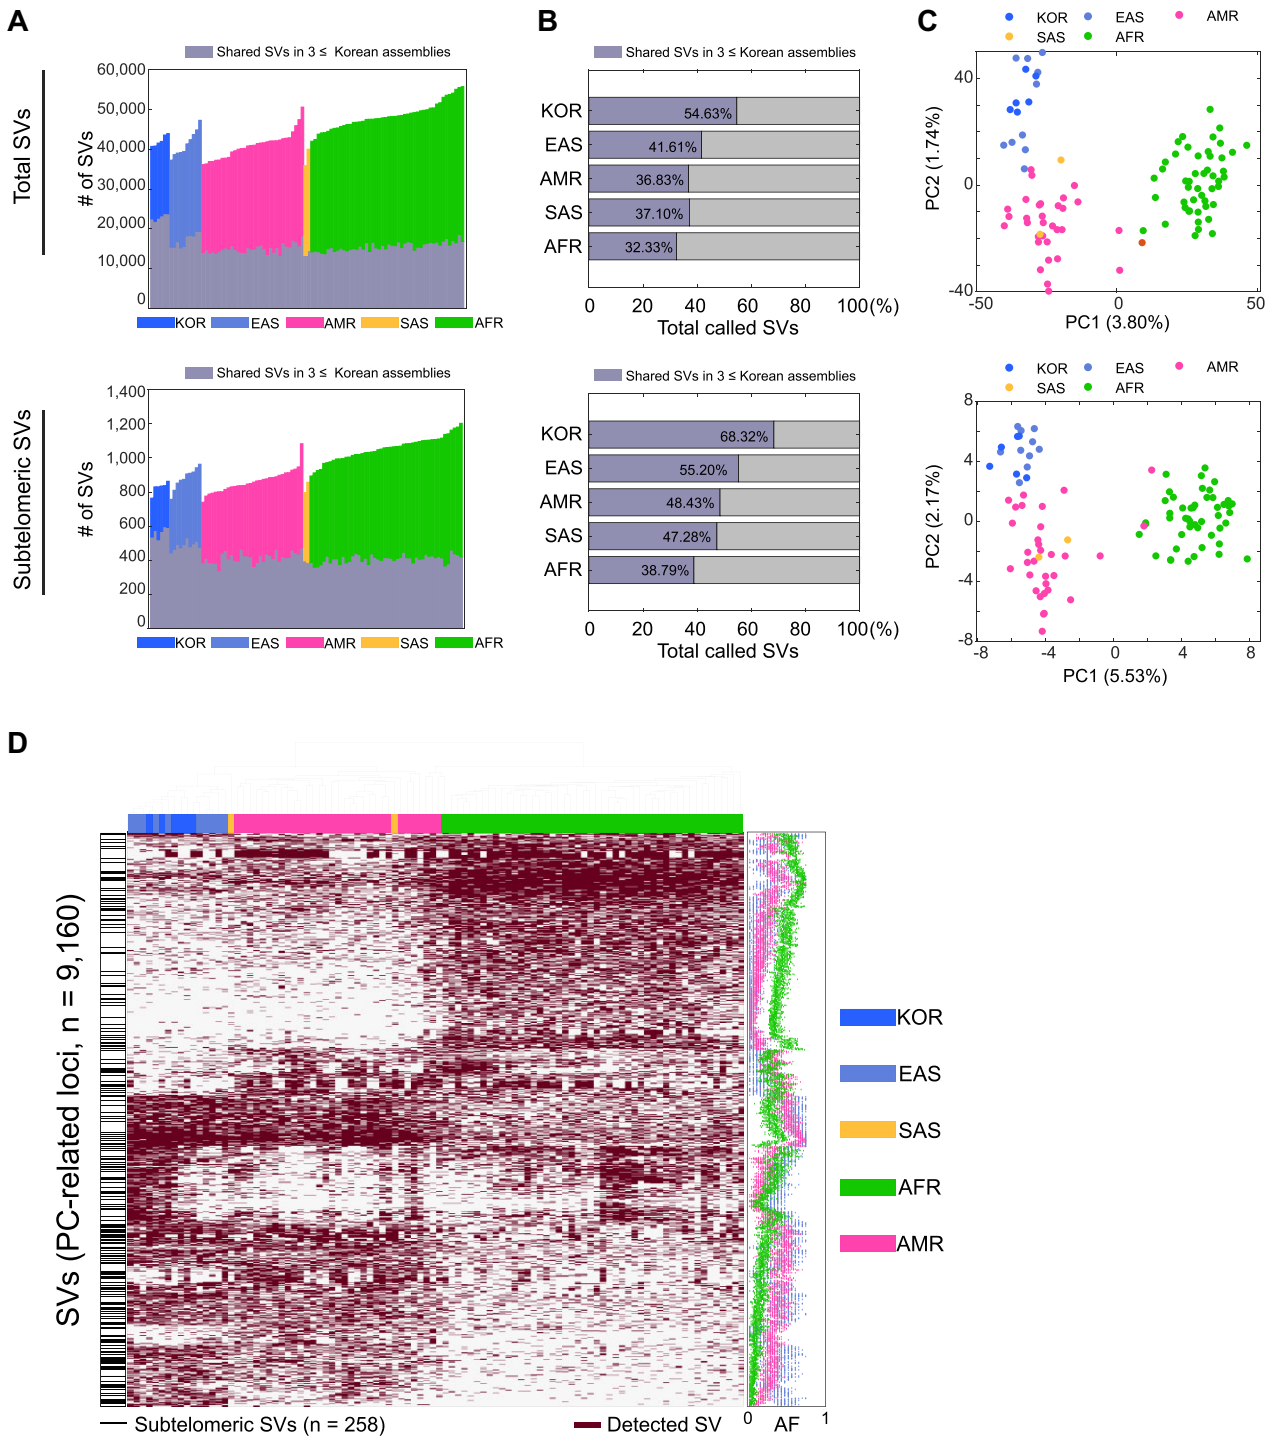 A
Shared SVs in 3 ≤ Korean assemblies
Total SVs
# of SVs
60,000
50,000
40,000
30,000
20,000
10,000
0
KOR EAS AMR SAS AFR
Shared SVs in 3 ≤ Korean assemblies
Subtelomeric SVs
# of SVs
1,400
1,200
1,000
800
600
400
200
0
KOR EAS AMR SAS AFR
B
Shared SVs in 3 ≤ Korean assemblies
KOR 54.63%
EAS 41.61%
AMR 36.83%
SAS 37.10%
AFR 32.33%
0 20 40 60 80 100(%)
Total called SVs
Shared SVs in 3 ≤ Korean assemblies
KOR 68.32%
EAS 55.20%
AMR 48.43%
SAS 47.28%
AFR 38.79%
0 20 40 60 80 100(%)
Total called SVs
C
KOR EAS AMR
SAS AFR
PC2 (1.74%)
40
0
-40
-50 0 50
PC1 (3.80%)
KOR EAS AMR
SAS AFR
PC2 (2.17%)
8
4
0
-4
-8
-8 -4 0 4 8
PC1 (5.53%)
D
SVs (PC-related loci, n = 9,160)
KOR
EAS
SAS
AFR
AMR
0 AF 1
Subtelomeric SVs (n = 258)
Detected SV